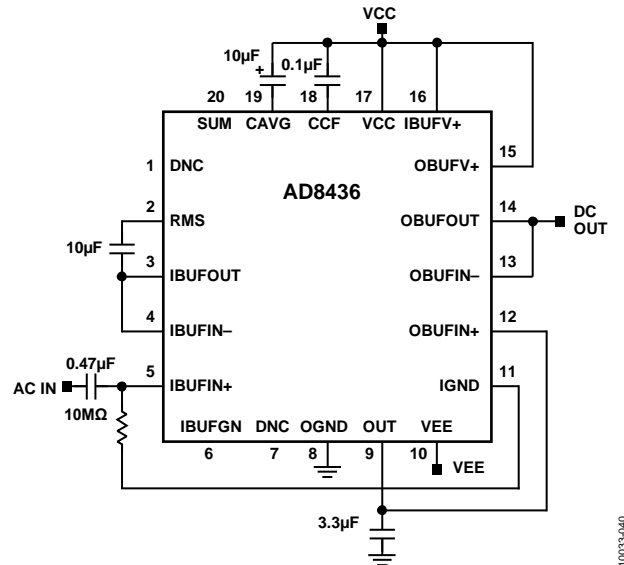 VCC
10µF
+
0.1µF
20
19
18
17
16
SUM
CAVG
CCF
VCC
IBUFV+
15
OBUFV+
1
DNC
AD8436
2
RMS
14
OBUFOUT
DC
OUT
10µF
3
IBUFOUT
13
OBUFIN–
4
IBUFIN–
12
OBUFIN+
0.47µF
AC IN
5
IBUFIN+
11
IGND
10MΩ
IBUFGN
DNC
OGND
OUT
VEE
6
7
8
9
10
VEE
3.3µF
10033-040